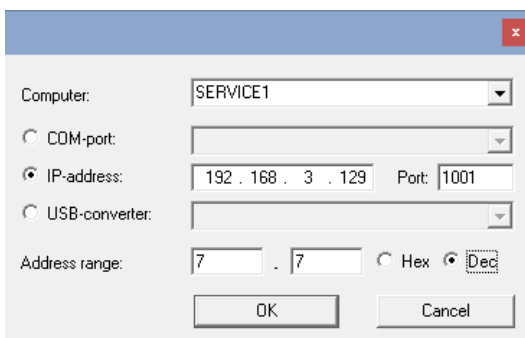 x
Computer: SERVICE1
COM-port:
IP-address: 192 . 168 . 3 . 129 Port: 1001
USB-converter:
Address range: 7 . 7 Hex Dec
OK Cancel